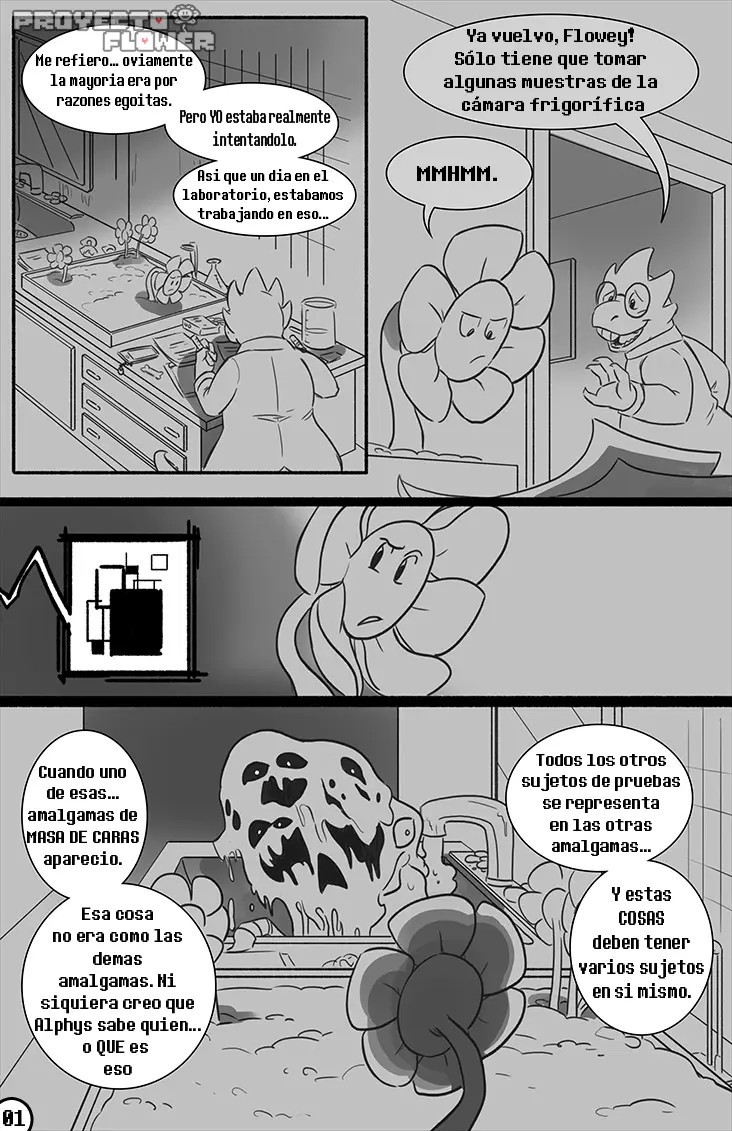 PROYECTO
FLOWER
Me refiero... oviamente
la mayoria era por
razones egoitas.
Pero YO estaba realmente
intentandolo.
Asi que un dia en el
laboratorio, estabamos
trabajando en eso...
Ya vuelvo, Flowey!
Sólo tiene que tomar
algunas muestras de la
cámara frigorífica
MMHMM.
Cuando uno
de esas...
amalgamas de
MASA DE CARAS
aparecio.
Esa cosa
no era como las
demas
amalgamas. Ni
siquiera creo que
Alphys sabe quien...
o QUE es
eso
Todos los otros
sujetos de pruebas
se representa
en las otras
amalgamas...
Y estas
COSAS
deben tener
varios sujetos
en si mismo.
01